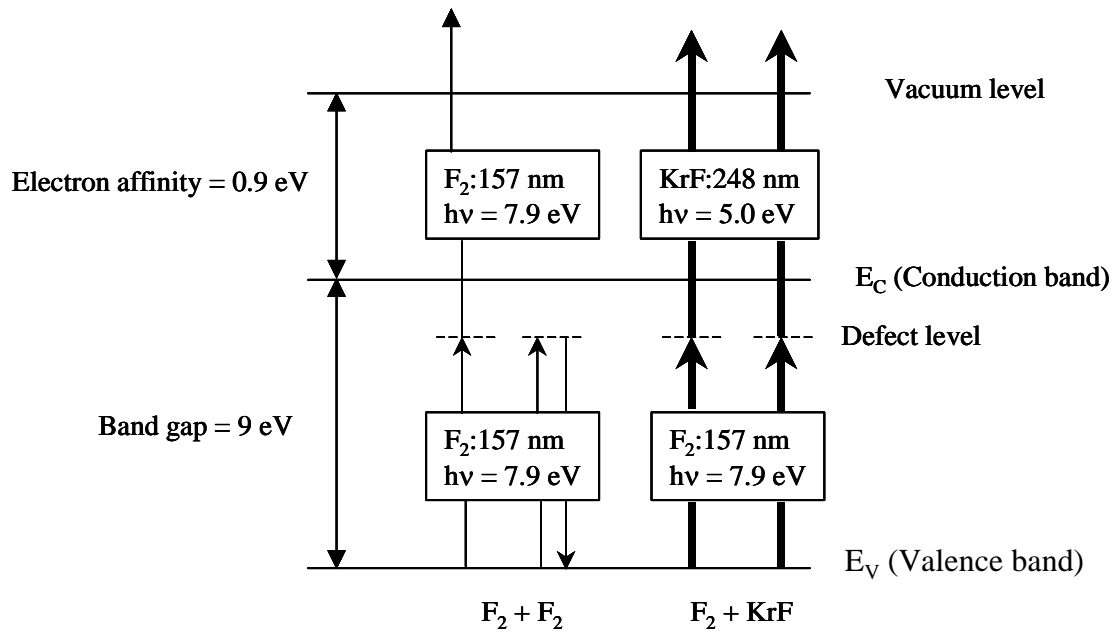 Vacuum level
Electron affinity = 0.9 eV
F₂:157 nm
hν = 7.9 eV
KrF:248 nm
hν = 5.0 eV
E_C (Conduction band)
Defect level
Band gap = 9 eV
F₂:157 nm
hν = 7.9 eV
F₂:157 nm
hν = 7.9 eV
E_V (Valence band)
F₂ + F₂
F₂ + KrF